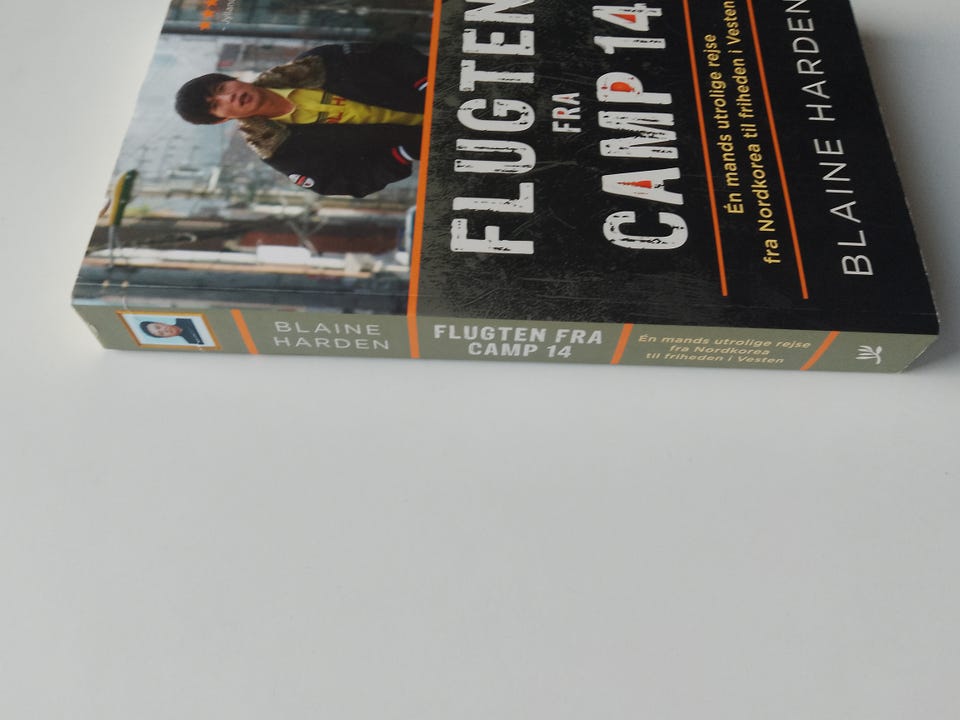 FLUGTEN
FRA
CAMP 14
Én mands utrolige rejse
fra Nordkorea til friheden i Vesten
BLAINE HARDEN
BLAINE
HARDEN
FLUGTEN FRA
CAMP 14
Én mands utrolige rejse
fra Nordkorea
til friheden i Vesten